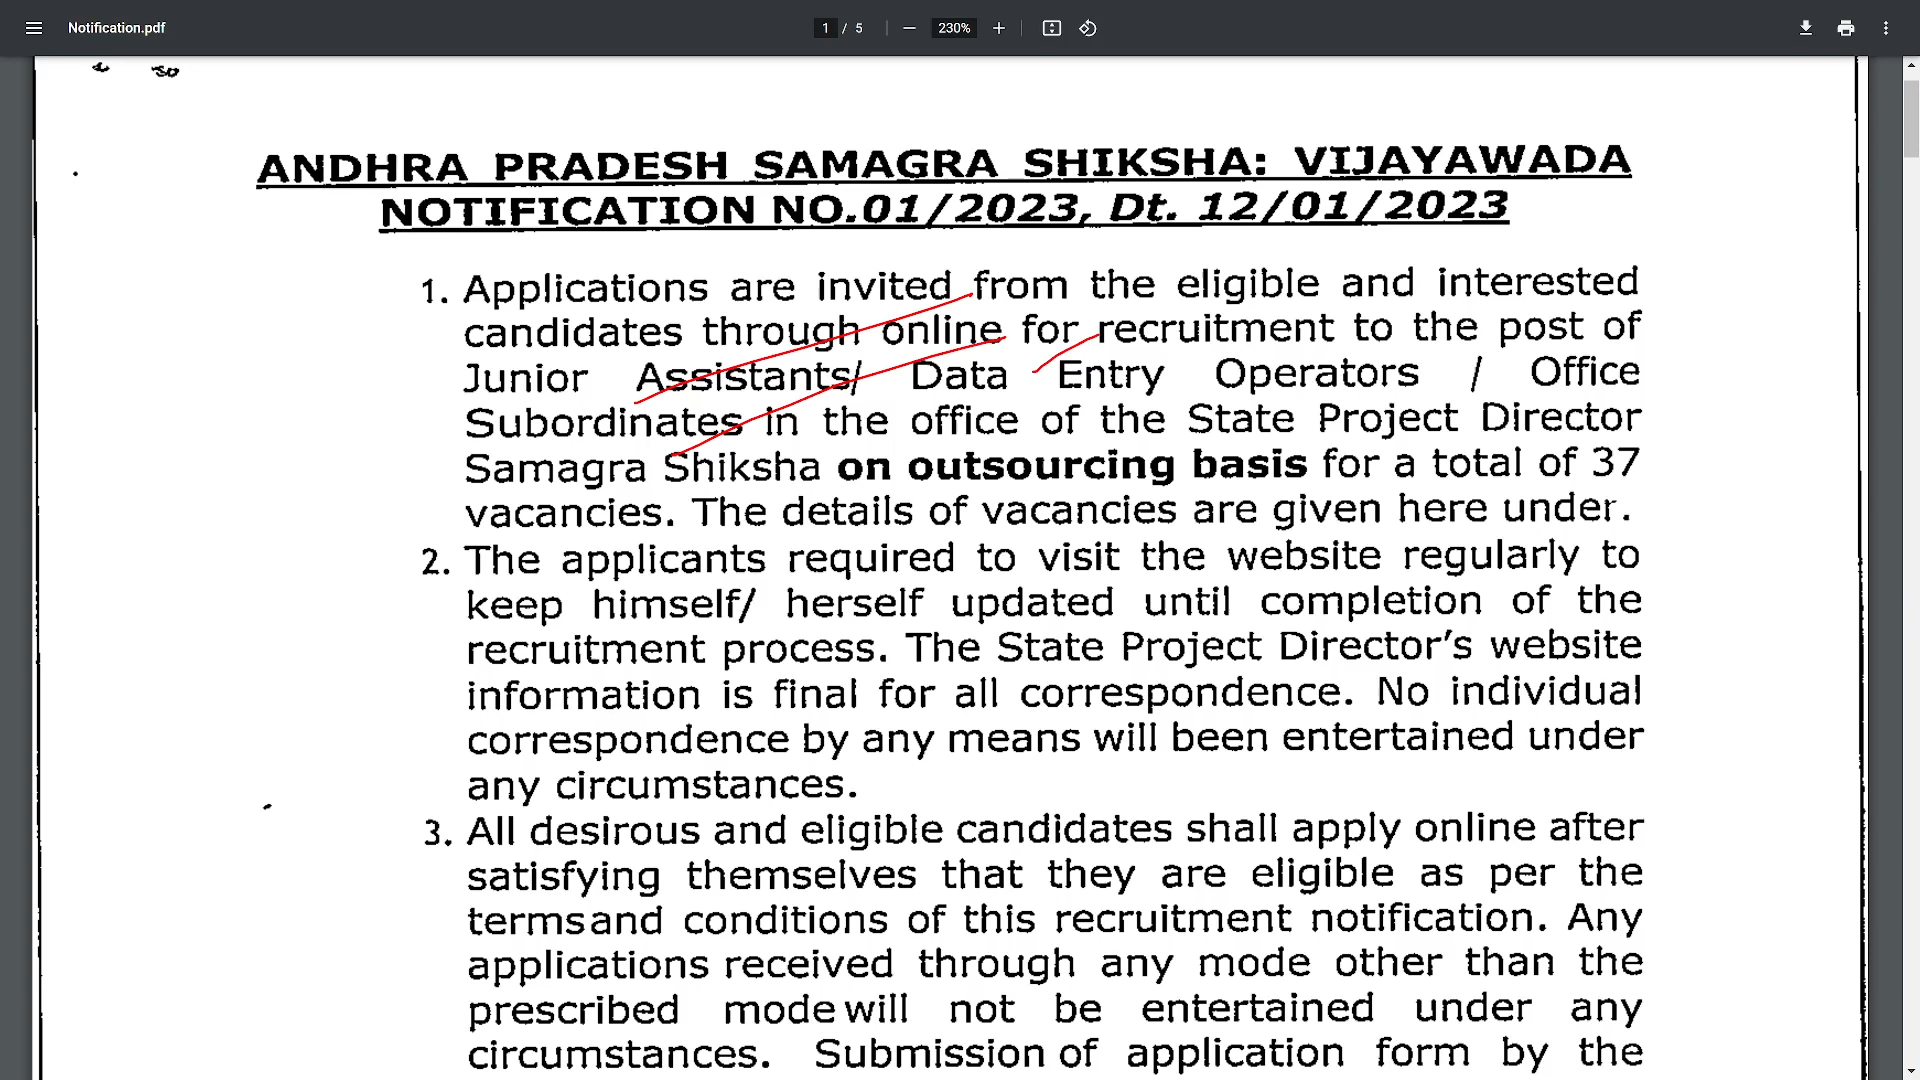 Notification.pdf
1 / 5
230%
ANDHRA PRADESH SAMAGRA SHIKSHA: VIJAYAWADA
NOTIFICATION NO.01/2023, Dt. 12/01/2023
1. Applications are invited from the eligible and interested
candidates through online for recruitment to the post of
Junior Assistants/ Data Entry Operators / Office
Subordinates in the office of the State Project Director
Samagra Shiksha on outsourcing basis for a total of 37
vacancies. The details of vacancies are given here under.
2. The applicants required to visit the website regularly to
keep himself/ herself updated until completion of the
recruitment process. The State Project Director's website
information is final for all correspondence. No individual
correspondence by any means will been entertained under
any circumstances.
3. All desirous and eligible candidates shall apply online after
satisfying themselves that they are eligible as per the
terms and conditions of this recruitment notification. Any
applications received through any mode other than the
prescribed mode will not be entertained under any
circumstances. Submission of application form by the